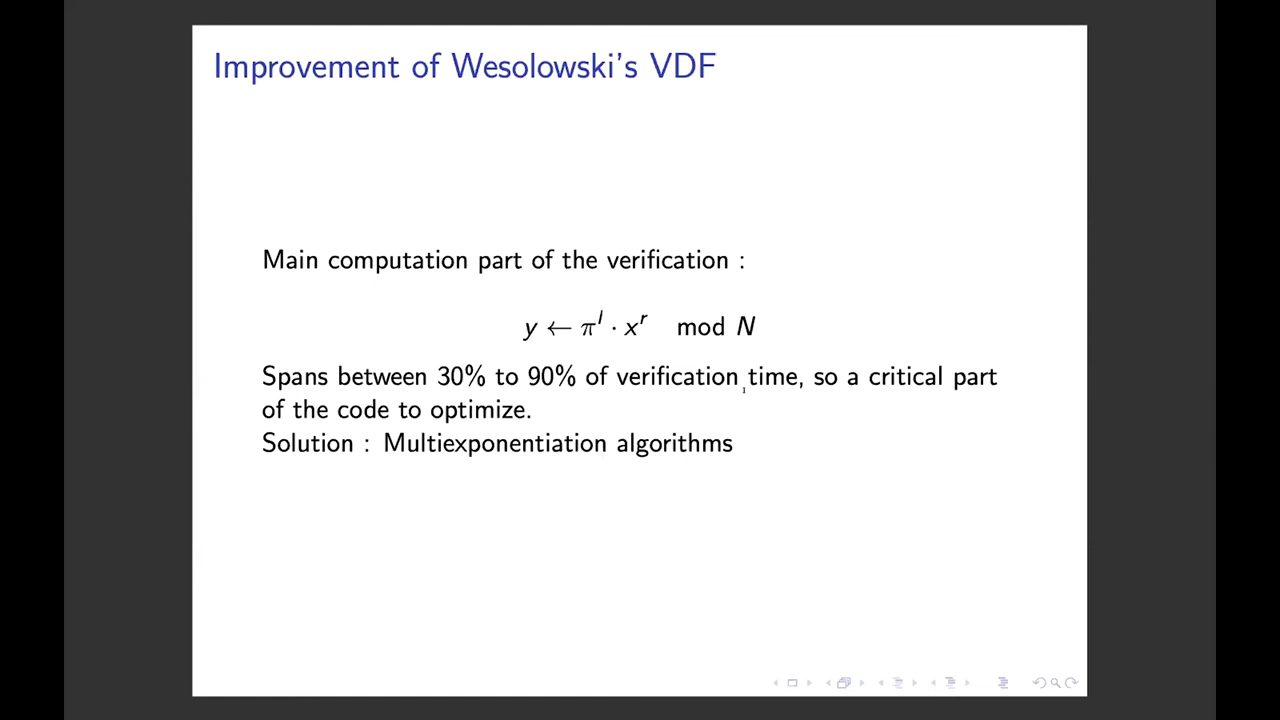 Improvement of Wesolowski's VDF
Main computation part of the verification :
y ← π^l · x^r mod N
Spans between 30% to 90% of verification time, so a critical part
of the code to optimize.
Solution : Multiexponentiation algorithms